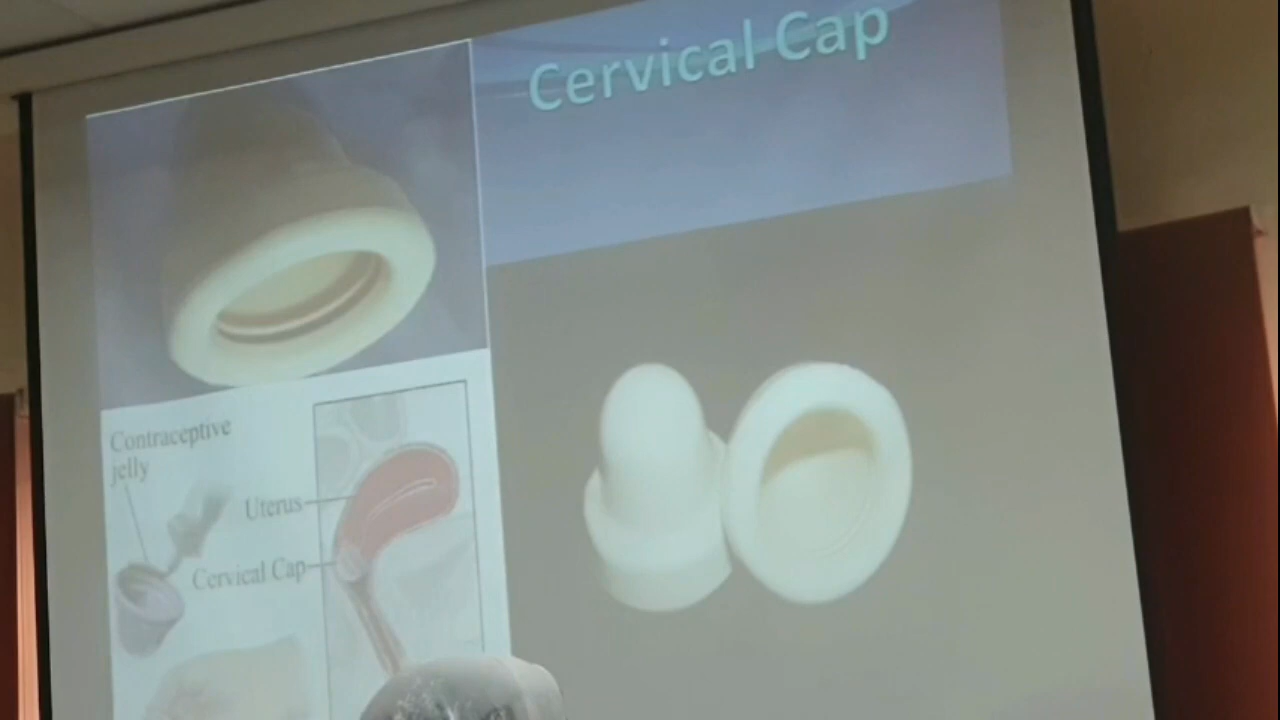 Cervical Cap
Contraceptive
jelly
Uterus
Cervical Cap